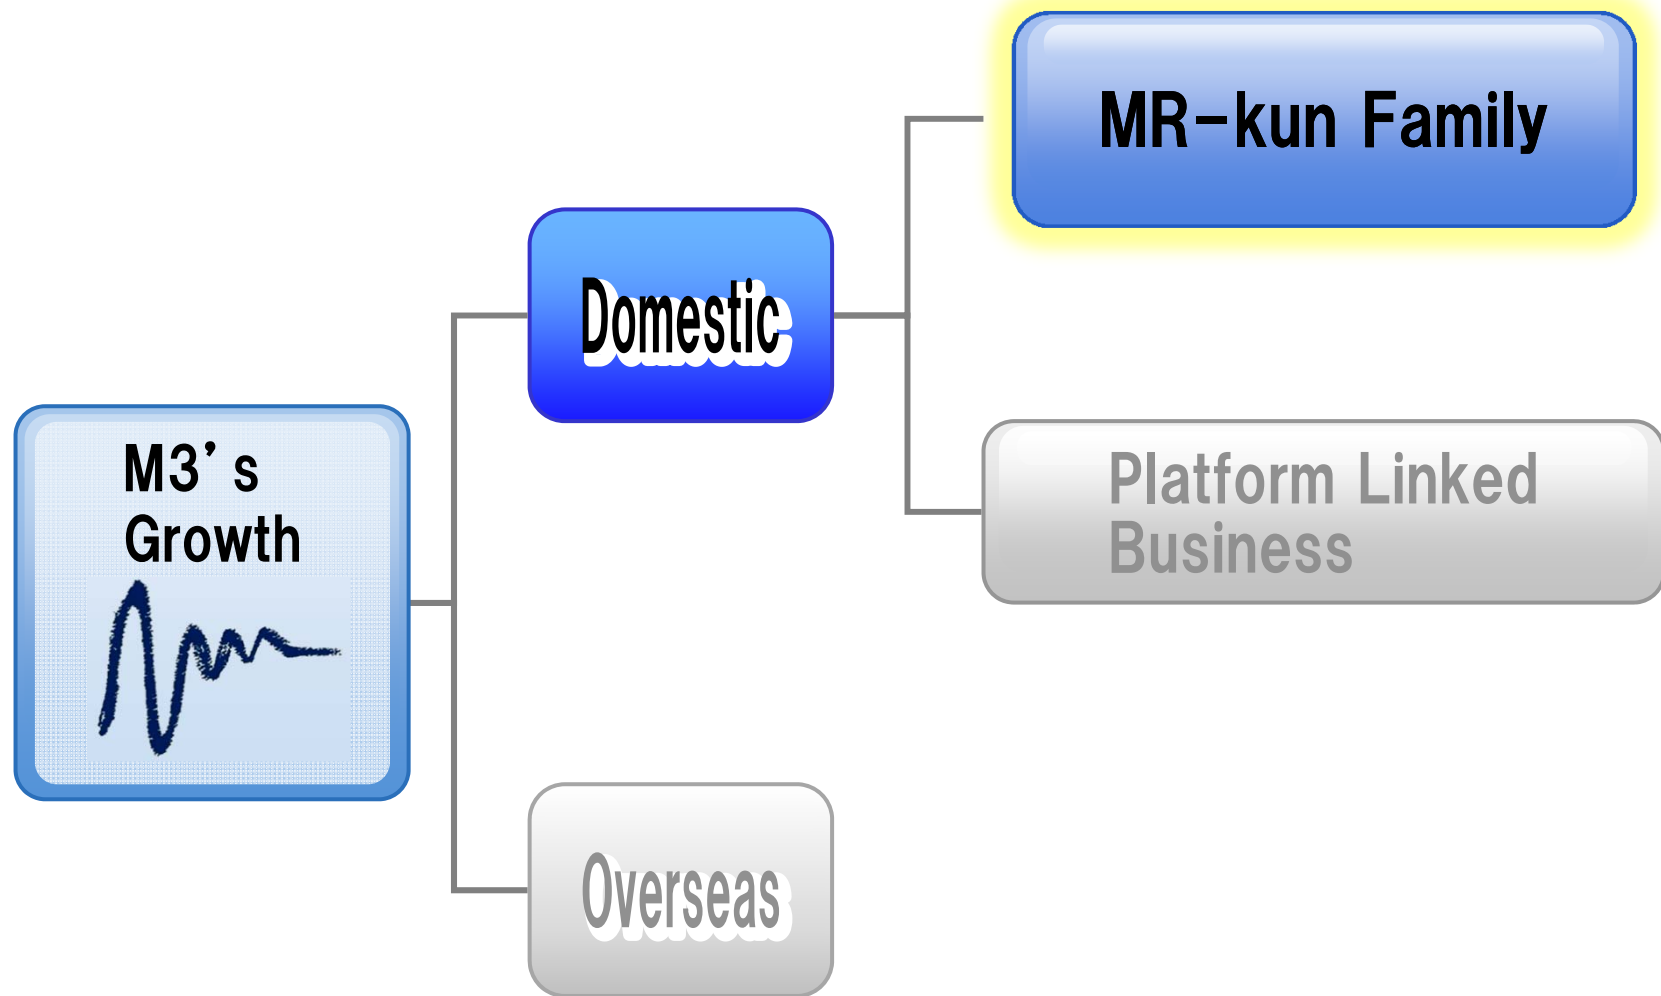 MR-kun Family
Domestic
M3's
Growth
Platform Linked
Business
Overseas